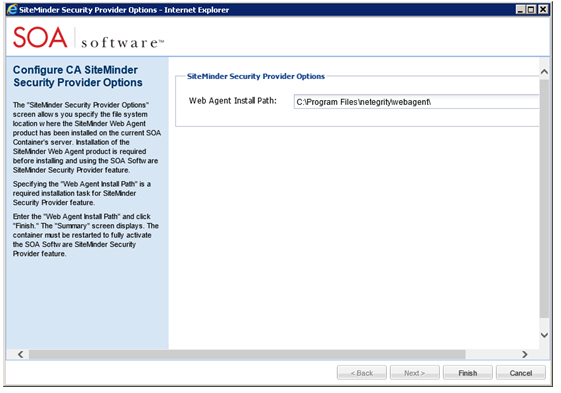 SiteMinder Security Provider Options - Internet Explorer
SOA software™
Configure CA SiteMinder
Security Provider Options
The "SiteMinder Security Provider Options"
screen allows you specify the file system
location where the SiteMinder Web Agent
product has been installed on the current SOA
Container's server. Installation of the
SiteMinder Web Agent product is required
before installing and using the SOA Software
SiteMinder Security Provider feature.
Specifying the "Web Agent Install Path" is a
required installation task for SiteMinder
Security Provider feature.
Enter the "Web Agent Install Path" and click
"Finish." The "Summary" screen displays. The
container must be restarted to fully activate
the SOA Software SiteMinder Security
Provider feature.
SiteMinder Security Provider Options
Web Agent Install Path: C:\Program Files\netegrity\webagent\
< Back Next > Finish Cancel